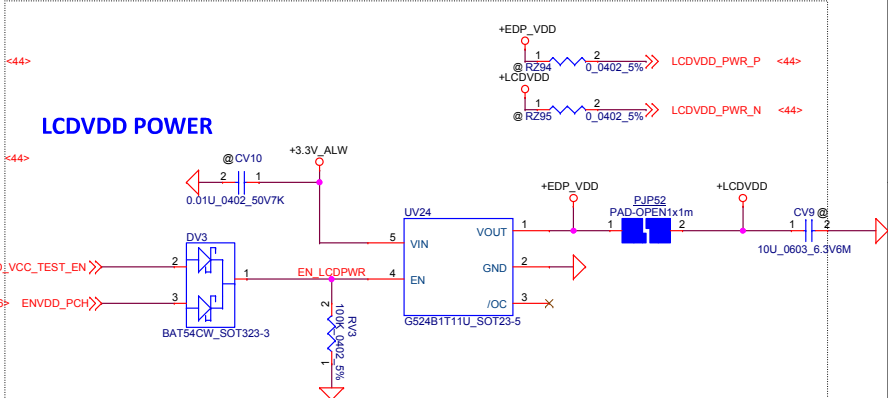 +EDP_VDD
1 2
@ RZ94 0_0402_5%
LCDVDD_PWR_P <44>
<44>
+LCDVDD
1 2
@ RZ95 0_0402_5%
LCDVDD_PWR_N <44>
LCDVDD POWER
<44>
@ CV10
2 1
0.01U_0402_50V7K
+3.3V_ALW
+EDP_VDD
PJP52
PAD-OPEN1x1m
1 2
+LCDVDD
CV9 @
1 2
10U_0603_6.3V6M
UV24
5 VIN
VOUT 1
4 EN
GND 2
/OC 3
G524B1T11U_SOT23-5
DV3
_VCC_TEST_EN 2
1
EN_LCDPWR
ENVDD_PCH 3
BAT54CW_SOT323-3
2
1
RV3
100K_0402_5%